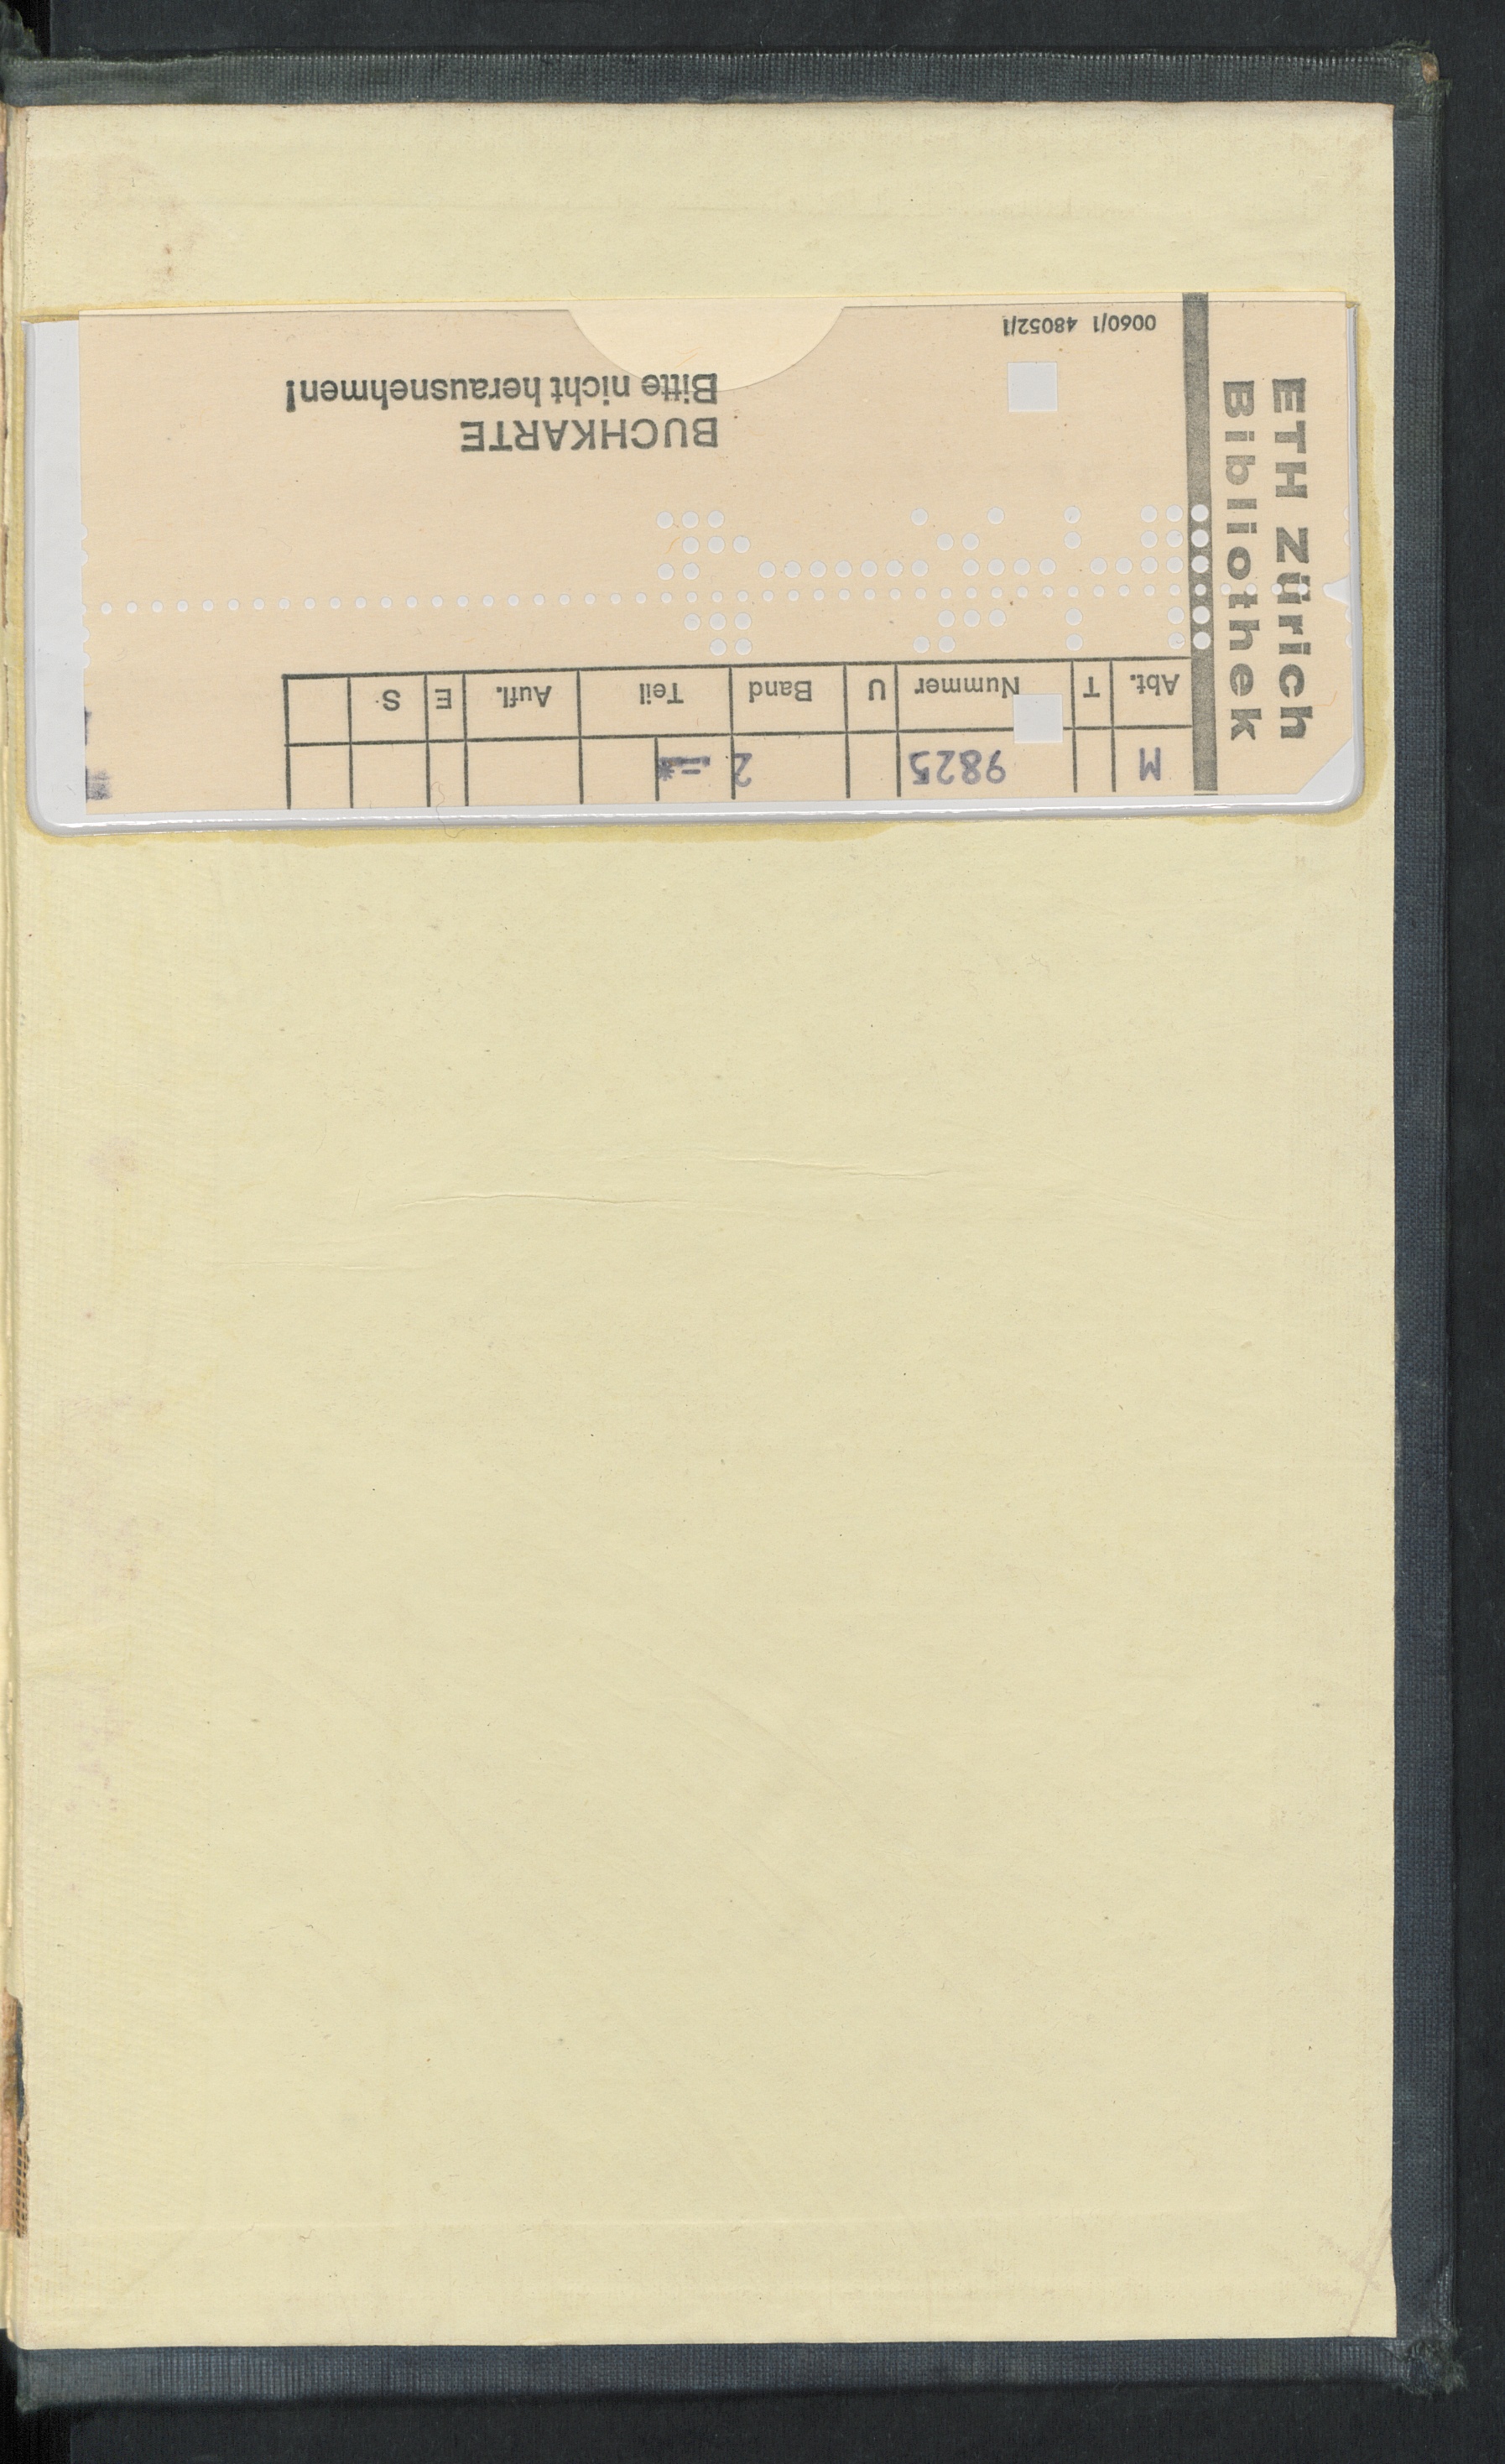 ETH Zürich
Bibliothek
Abt. T Nummer U Band Teil Aufl. E S
M 9825 2 =*
BUCHKARTE
Bitte nicht herausnehmen!
0060/1 48052/1